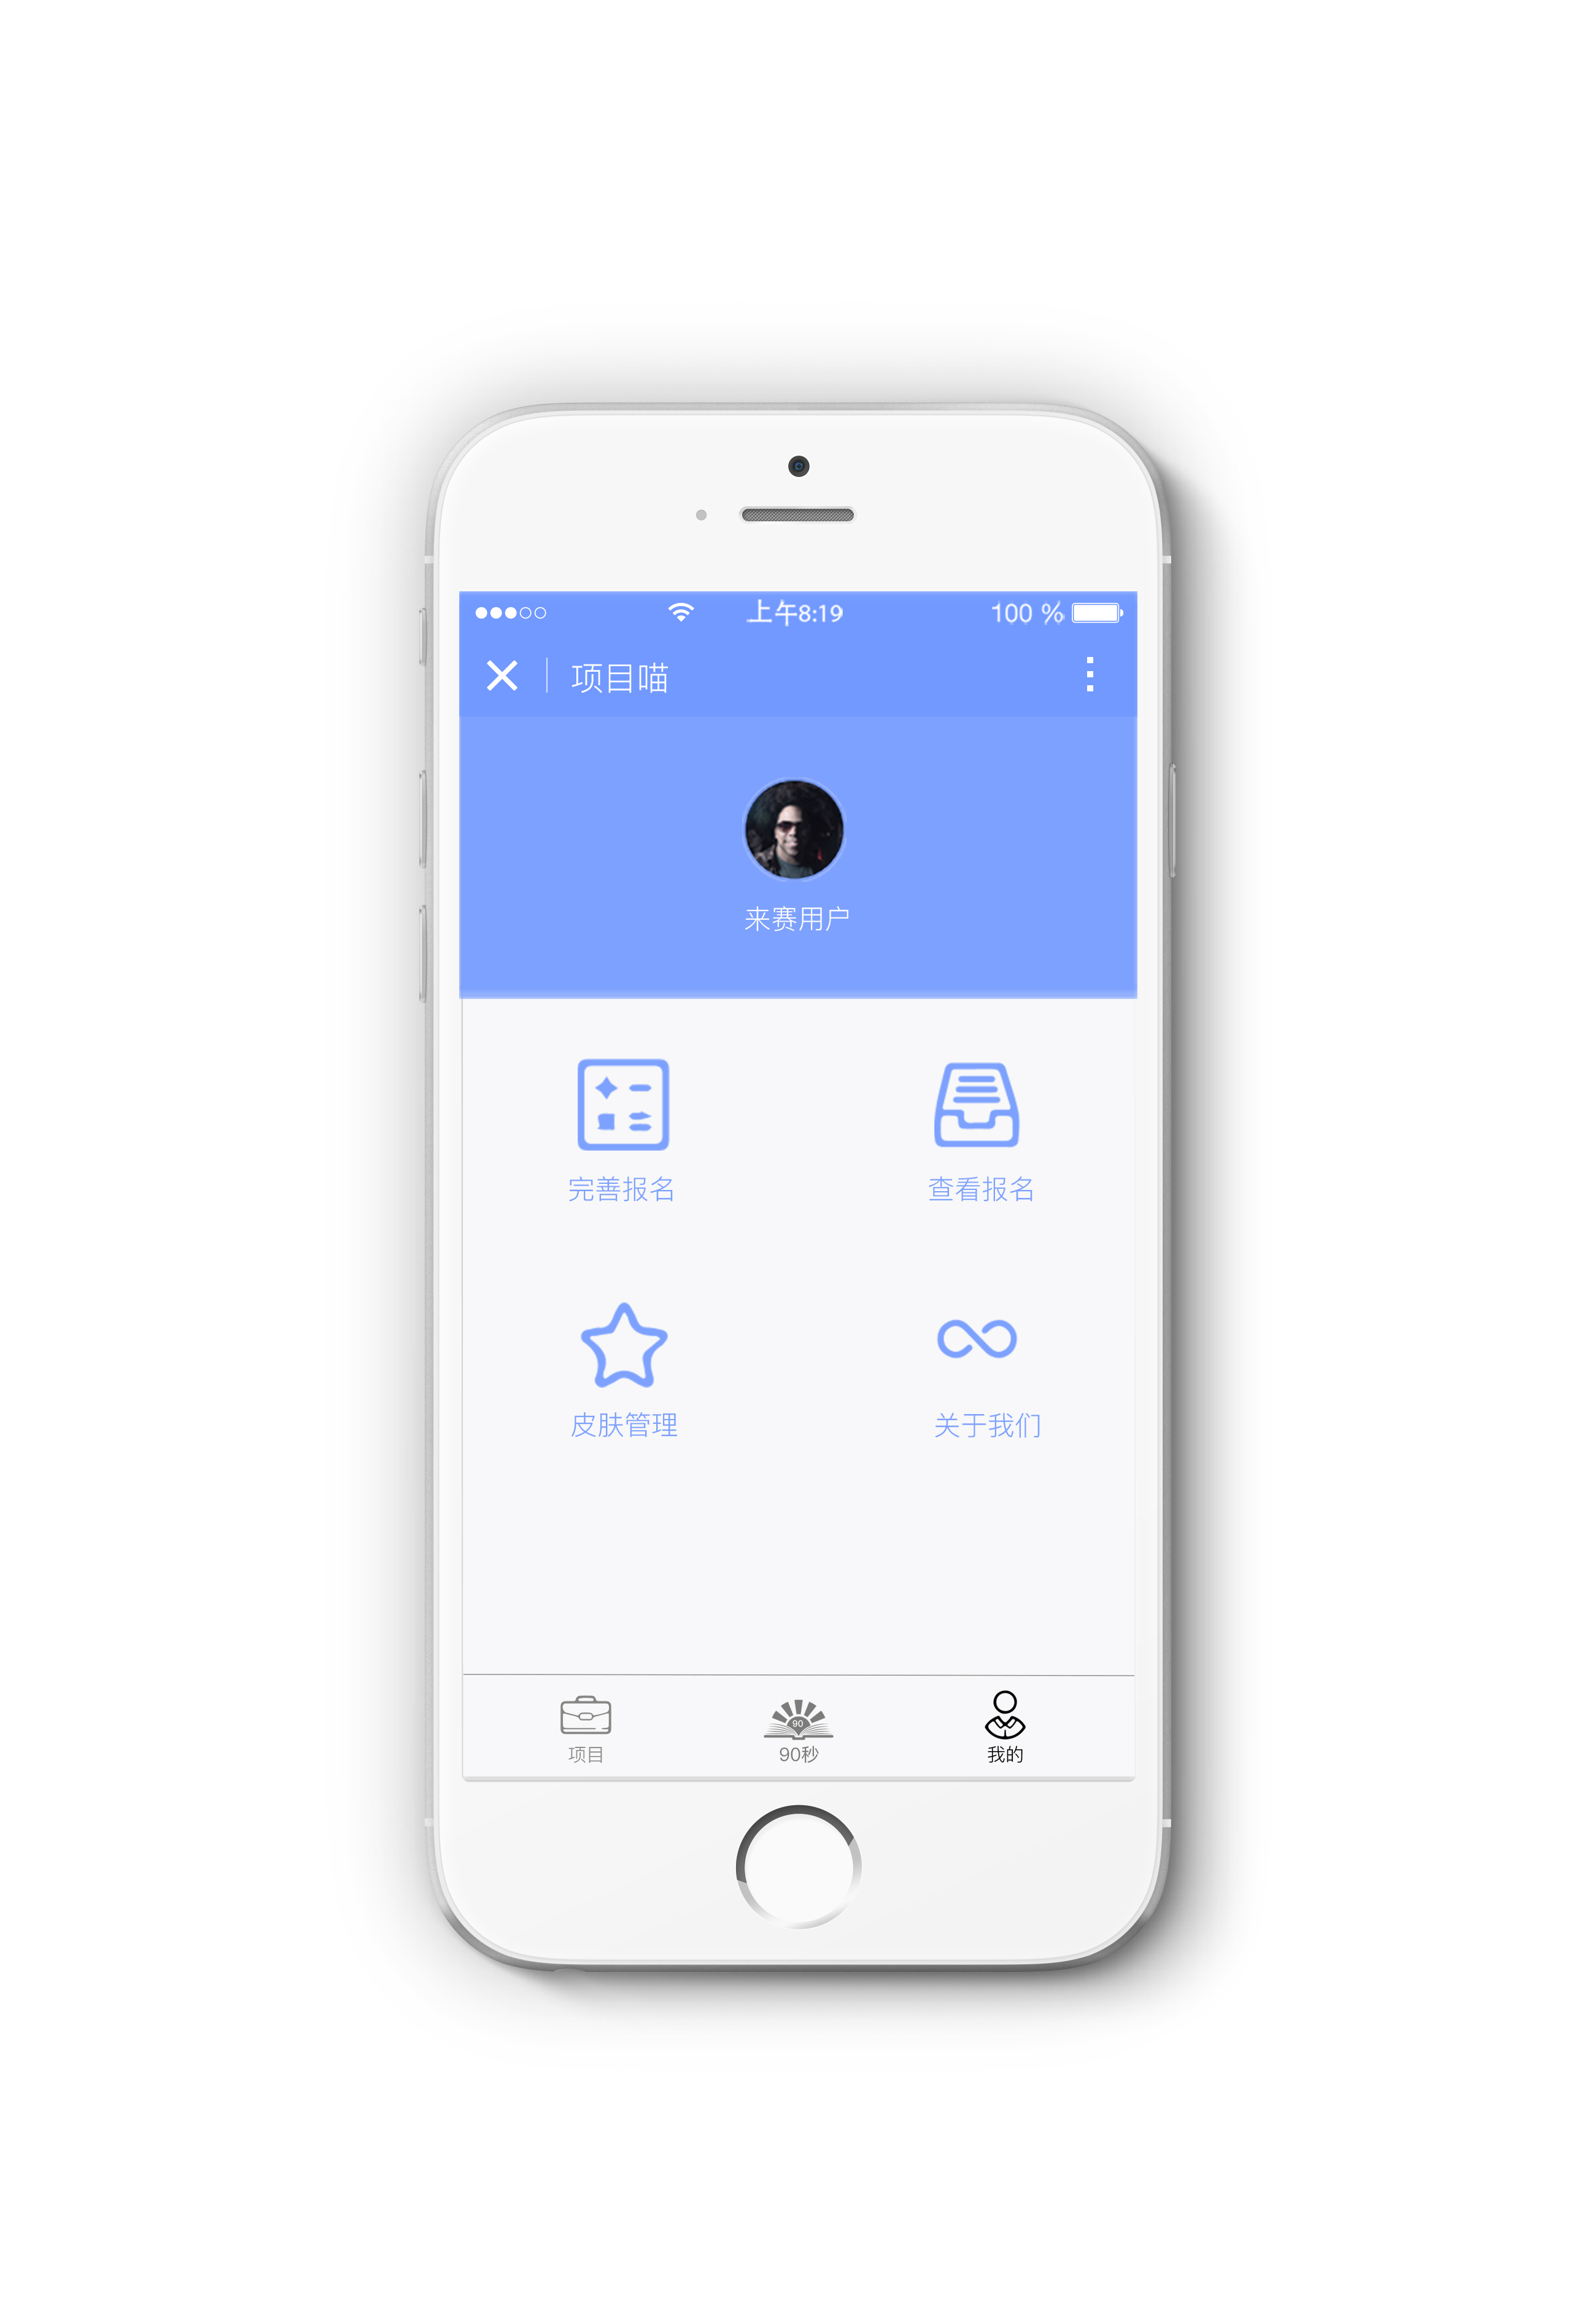 上午8:19
100 %
项目喵
来赛用户
完善报名
查看报名
皮肤管理
关于我们
90
项目
90秒
我的